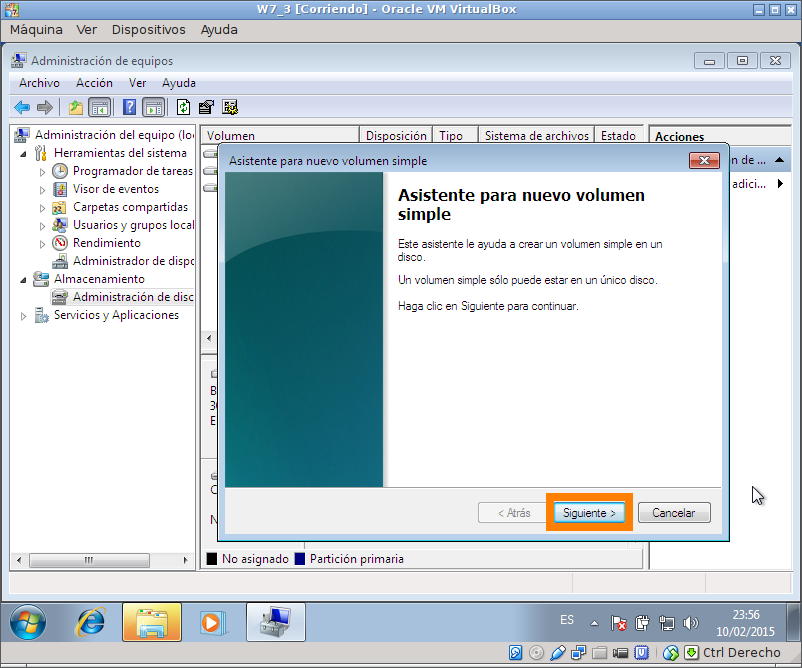 W7_3 [Corriendo] - Oracle VM VirtualBox
Máquina Ver Dispositivos Ayuda
Administración de equipos
Archivo Acción Ver Ayuda
Administración del equipo (loc
Herramientas del sistema
Programador de tareas
Visor de eventos
Carpetas compartidas
Usuarios y grupos local
Rendimiento
Administrador de dispo
Almacenamiento
Administración de disc
Servicios y Aplicaciones
Volumen Disposición Tipo Sistema de archivos Estado
Acciones
n de ...
adici...
Asistente para nuevo volumen simple
Asistente para nuevo volumen
simple
Este asistente le ayuda a crear un volumen simple en un
disco.
Un volumen simple sólo puede estar en un único disco.
Haga clic en Siguiente para continuar.
< Atrás Siguiente > Cancelar
No asignado Partición primaria
ES
23:56
10/02/2015
Ctrl Derecho